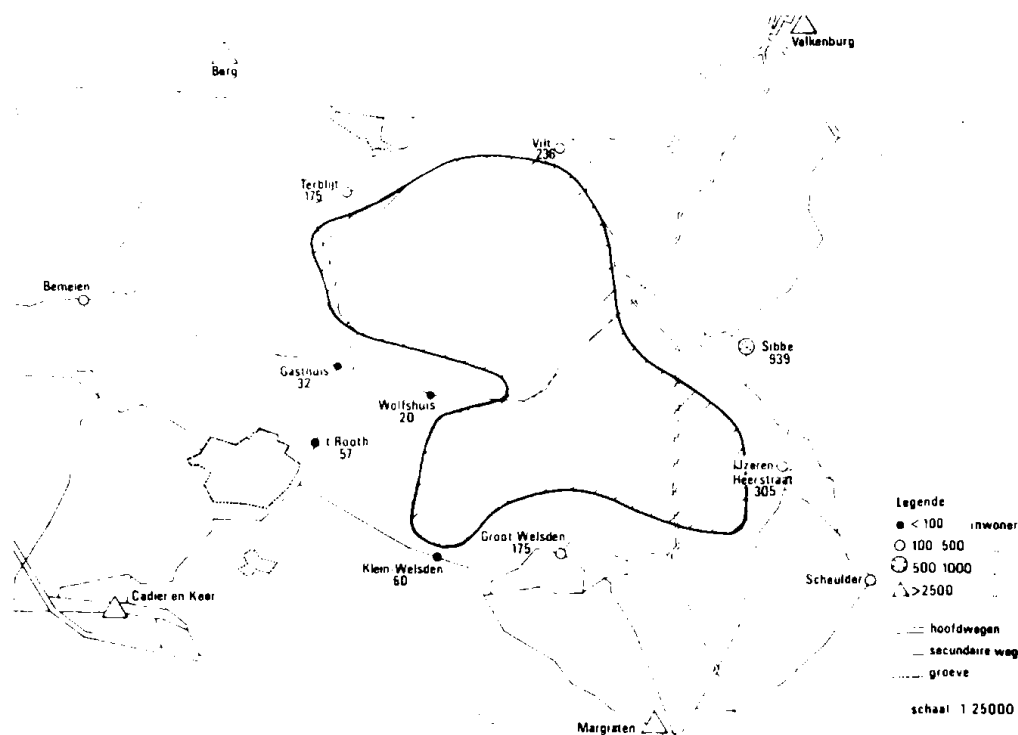 Valkenburg
Berg
Vilt
236
Terblijt
175
Bemelen
Sibbe
939
Gasthuis
32
Wolfshuis
20
't Rooth
57
IJzeren
Heerstraat
305
Groot Welsden
175
Klein-Welsden
60
Scheulder
Cadier en Keer
Margraten
Legende
< 100 inwoner
100 500
500 1000
>2500
hoofdwegen
secundaire weg
groeve
schaal 1 25000